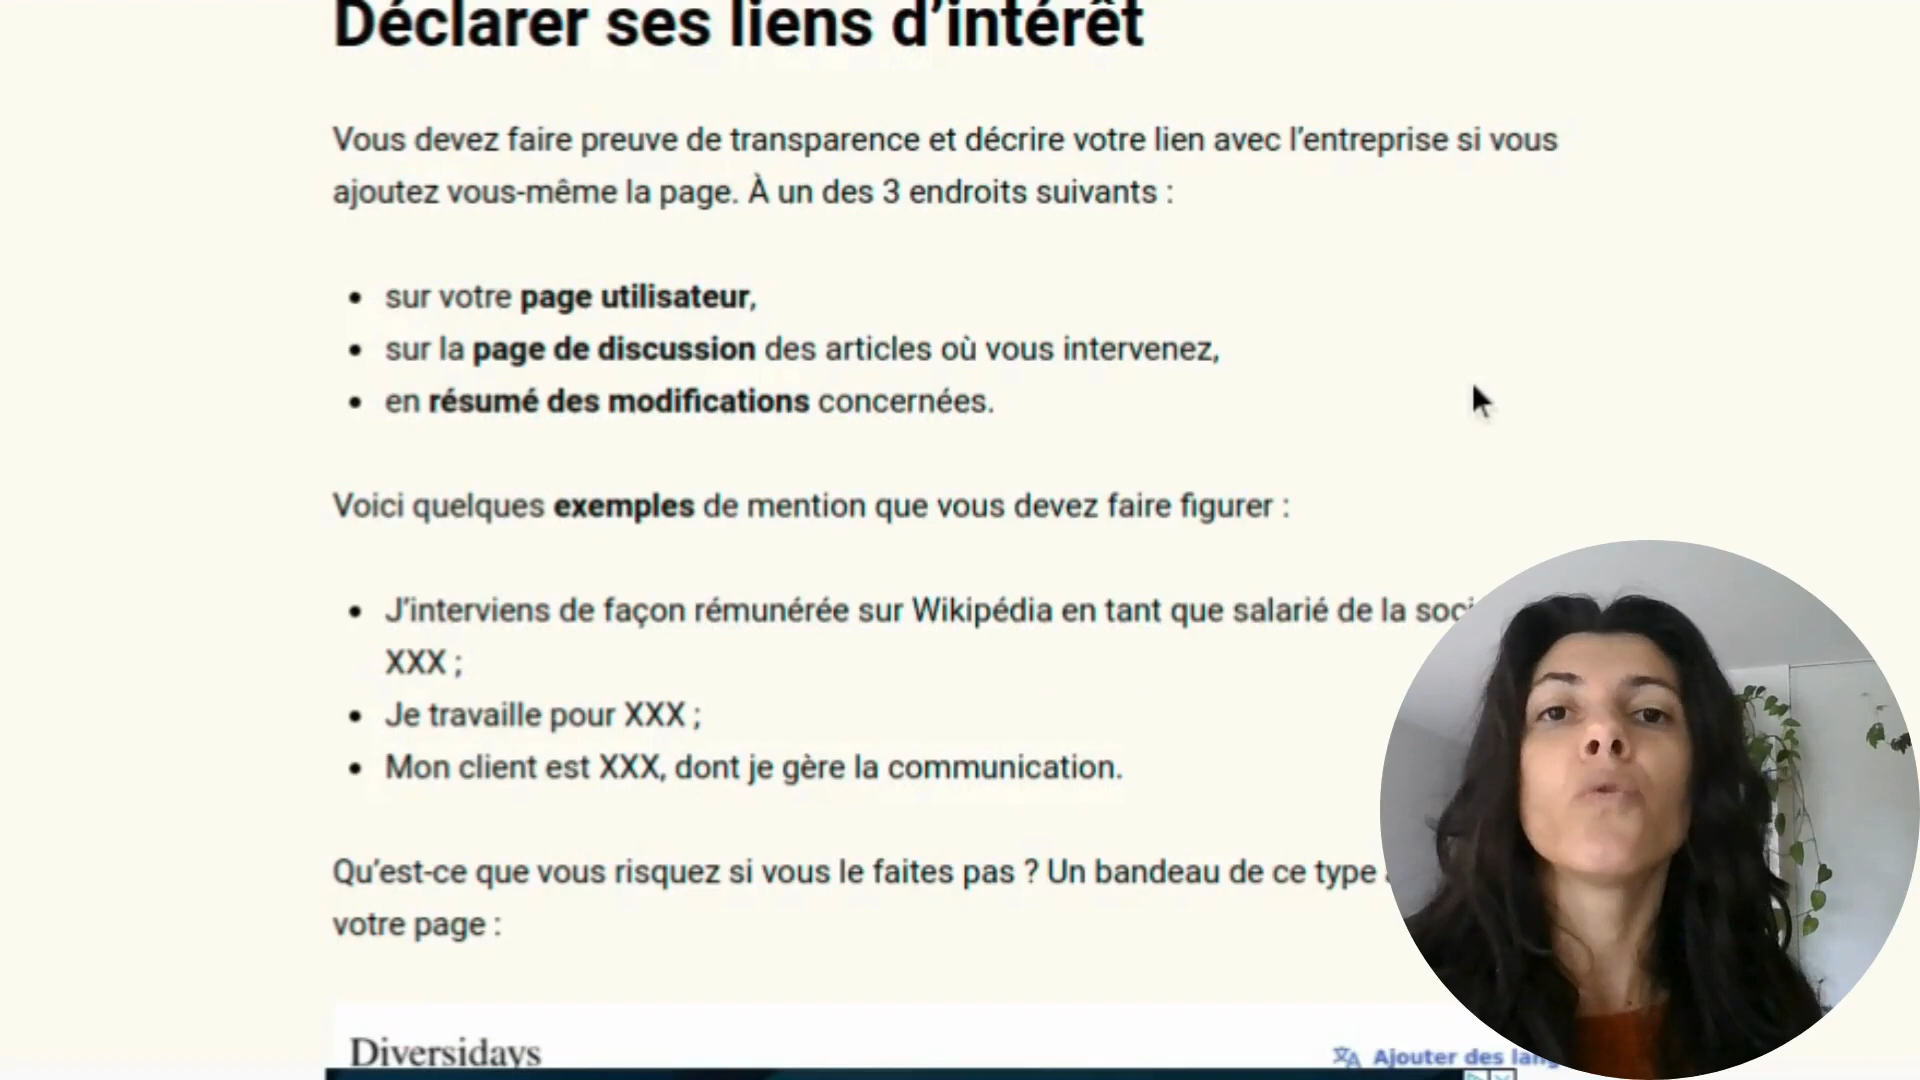 Déclarer ses liens d’intérêt
Vous devez faire preuve de transparence et décrire votre lien avec l’entreprise si vous
ajoutez vous-même la page. À un des 3 endroits suivants :
• sur votre page utilisateur,
• sur la page de discussion des articles où vous intervenez,
• en résumé des modifications concernées.
Voici quelques exemples de mention que vous devez faire figurer :
• J’interviens de façon rémunérée sur Wikipédia en tant que salarié de la
XXX ;
• Je travaille pour XXX ;
• Mon client est XXX, dont je gère la communication.
Qu’est-ce que vous risquez si vous le faites pas ? Un bandeau de ce type
votre page :
Diversidays
Ajouter des